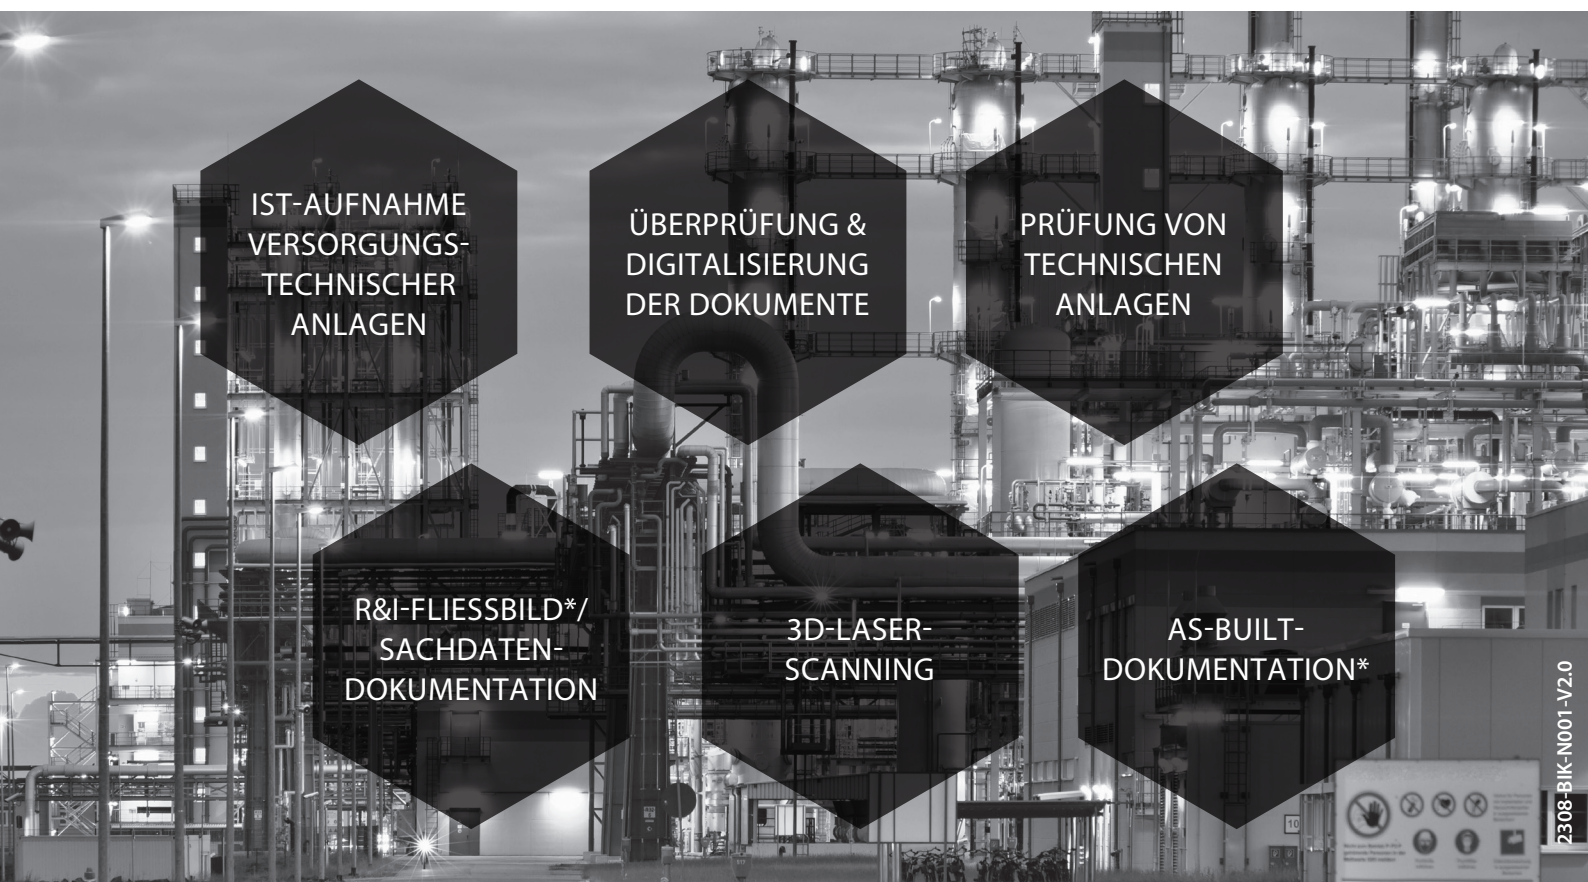 IST-AUFNAHME
VERSORGUNGS-
TECHNISCHER
ANLAGEN
ÜBERPRÜFUNG &
DIGITALISIERUNG
DER DOKUMENTE
PRÜFUNG VON
TECHNISCHEN
ANLAGEN
R&I-FLIESSBILD*/
SACHDATEN-
DOKUMENTATION
3D-LASER-
SCANNING
AS-BUILT-
DOKUMENTATION*
2308-BIK-N001-V2.0
10